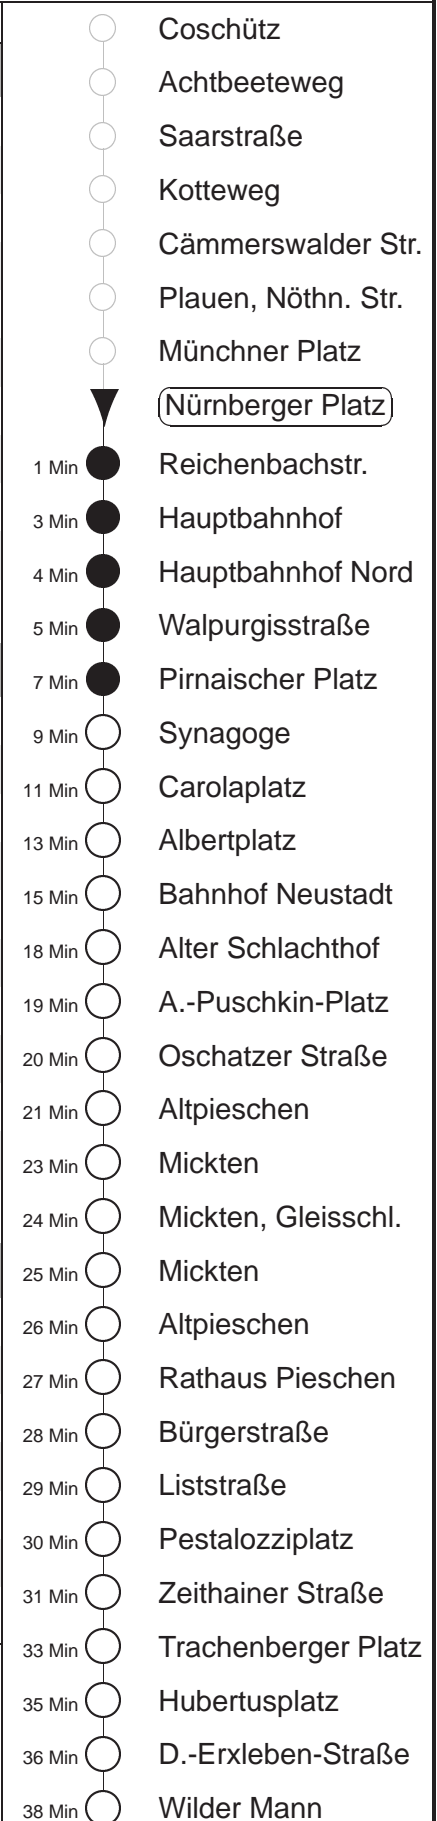 Coschütz
Achtbeeteweg
Saarstraße
Kotteweg
Cämmerswalder Str.
Plauen, Nöthn. Str.
Münchner Platz
Nürnberger Platz
1 Min Reichenbachstr.
3 Min Hauptbahnhof
4 Min Hauptbahnhof Nord
5 Min Walpurgisstraße
7 Min Pirnaischer Platz
9 Min Synagoge
11 Min Carolaplatz
13 Min Albertplatz
15 Min Bahnhof Neustadt
18 Min Alter Schlachthof
19 Min A.-Puschkin-Platz
20 Min Oschatzer Straße
21 Min Altpieschen
23 Min Mickten
24 Min Mickten, Gleisschl.
25 Min Mickten
26 Min Altpieschen
27 Min Rathaus Pieschen
28 Min Bürgerstraße
29 Min Liststraße
30 Min Pestalozziplatz
31 Min Zeithainer Straße
33 Min Trachenberger Platz
35 Min Hubertusplatz
36 Min D.-Erxleben-Straße
38 Min Wilder Mann